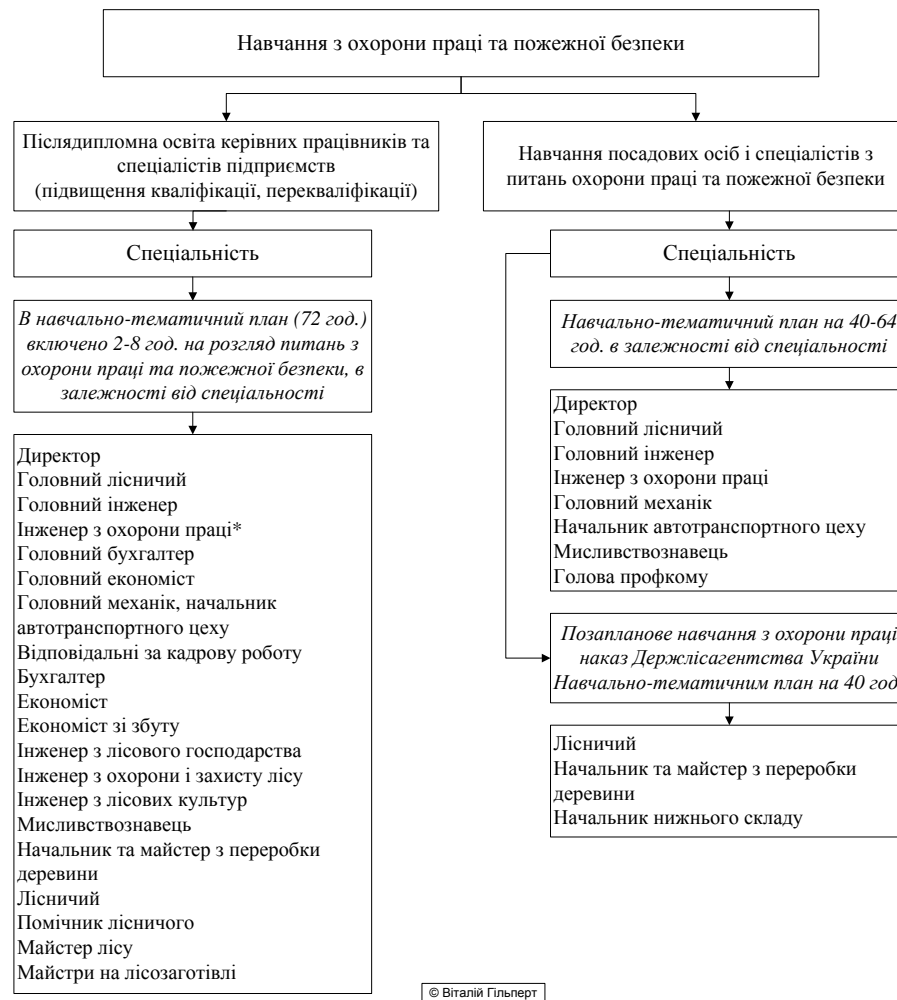 Навчання з охорони праці та пожежної безпеки
Післядипломна освіта керівних працівників та
спеціалістів підприємств
(підвищення кваліфікації, перекваліфікації)
Спеціальність
В навчально-тематичний план (72 год.)
включено 2-8 год. на розгляд питань з
охорони праці та пожежної безпеки, в
залежності від спеціальності
Директор
Головний лісничий
Головний інженер
Інженер з охорони праці*
Головний бухгалтер
Головний економіст
Головний механік, начальник
автотранспортного цеху
Відповідальні за кадрову роботу
Бухгалтер
Економіст
Економіст зі збуту
Інженер з лісового господарства
Інженер з охорони і захисту лісу
Інженер з лісових культур
Мисливствознавець
Начальник та майстер з переробки
деревини
Лісничий
Помічник лісничого
Майстер лісу
Майстри на лісозаготівлі
Навчання посадових осіб і спеціалістів з
питань охорони праці та пожежної безпеки
Спеціальність
Навчально-тематичний план на 40-64
год. в залежності від спеціальності
Директор
Головний лісничий
Головний інженер
Інженер з охорони праці
Головний механік
Начальник автотранспортного цеху
Мисливствознавець
Голова профкому
Позапланове навчання з охорони праці
наказ Держлісагентства України
Навчально-тематичним план на 40 год
Лісничий
Начальник та майстер з переробки
деревини
Начальник нижнього складу
© Віталій Гільперт